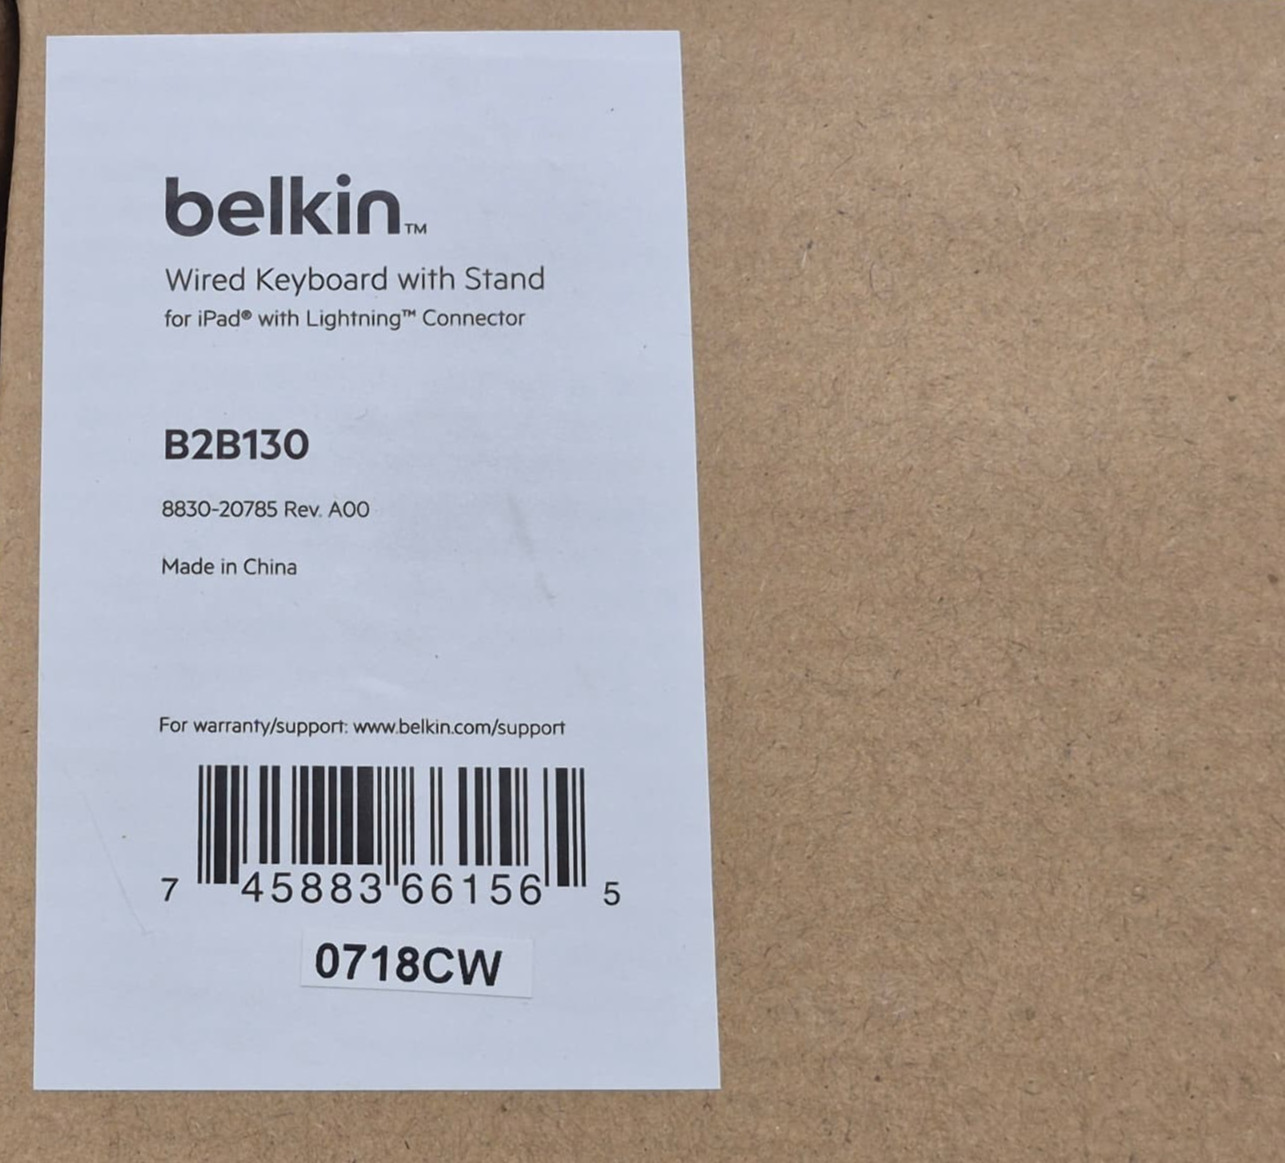 belkin™
Wired Keyboard with Stand
for iPad® with Lightning™ Connector
B2B130
8830-20785 Rev. A00
Made in China
For warranty/support: www.belkin.com/support
7 45883 66156 5
0718CW